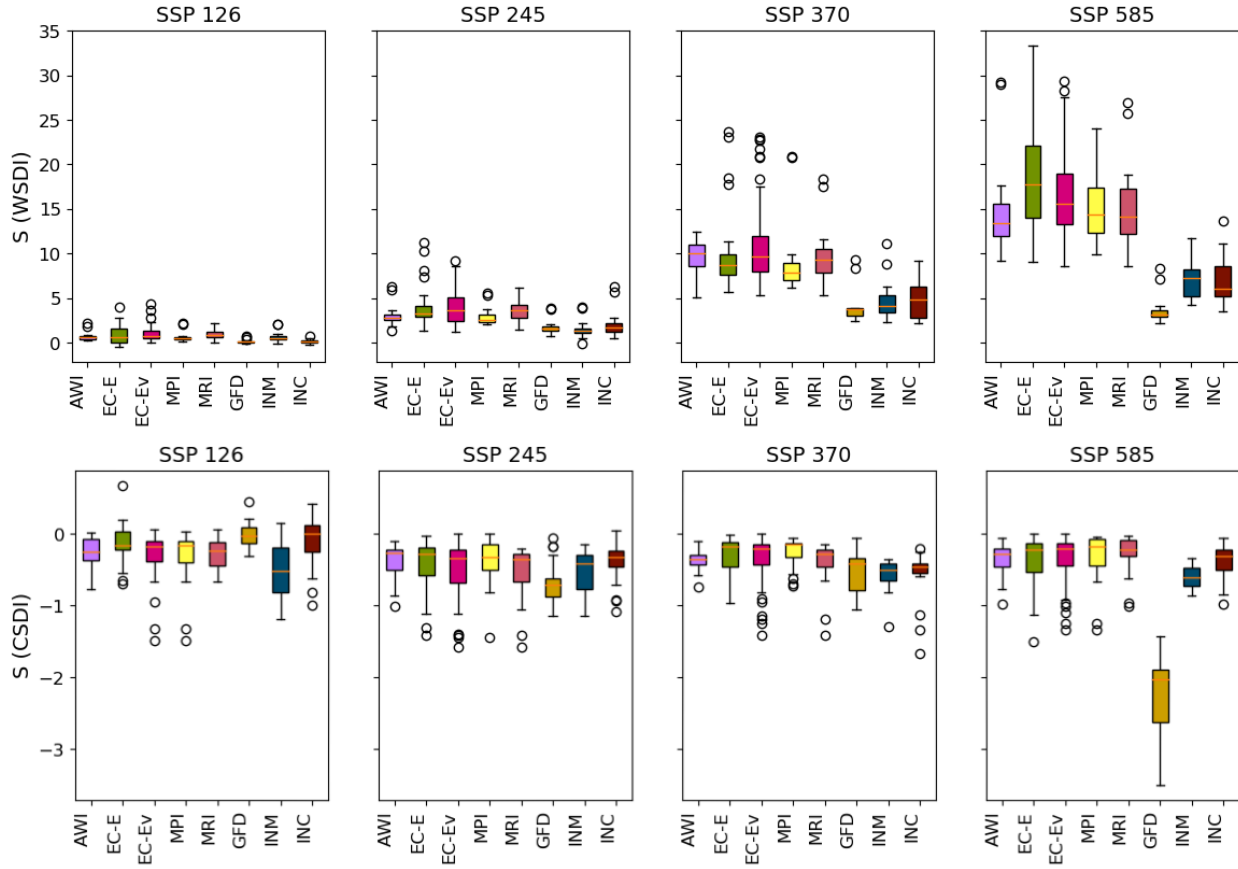 SSP 126 SSP 245 SSP 370 SSP 585
S (WSDI)
35
30
25
20
15
10
5
0
AWI EC-E EC-Ev MPI MRI GFD INM INC AWI EC-E EC-Ev MPI MRI GFD INM INC AWI EC-E EC-Ev MPI MRI GFD INM INC AWI EC-E EC-Ev MPI MRI GFD INM INC
SSP 126 SSP 245 SSP 370 SSP 585
S (CSDI)
0
−1
−2
−3
AWI EC-E EC-Ev MPI MRI GFD INM INC AWI EC-E EC-Ev MPI MRI GFD INM INC AWI EC-E EC-Ev MPI MRI GFD INM INC AWI EC-E EC-Ev MPI MRI GFD INM INC